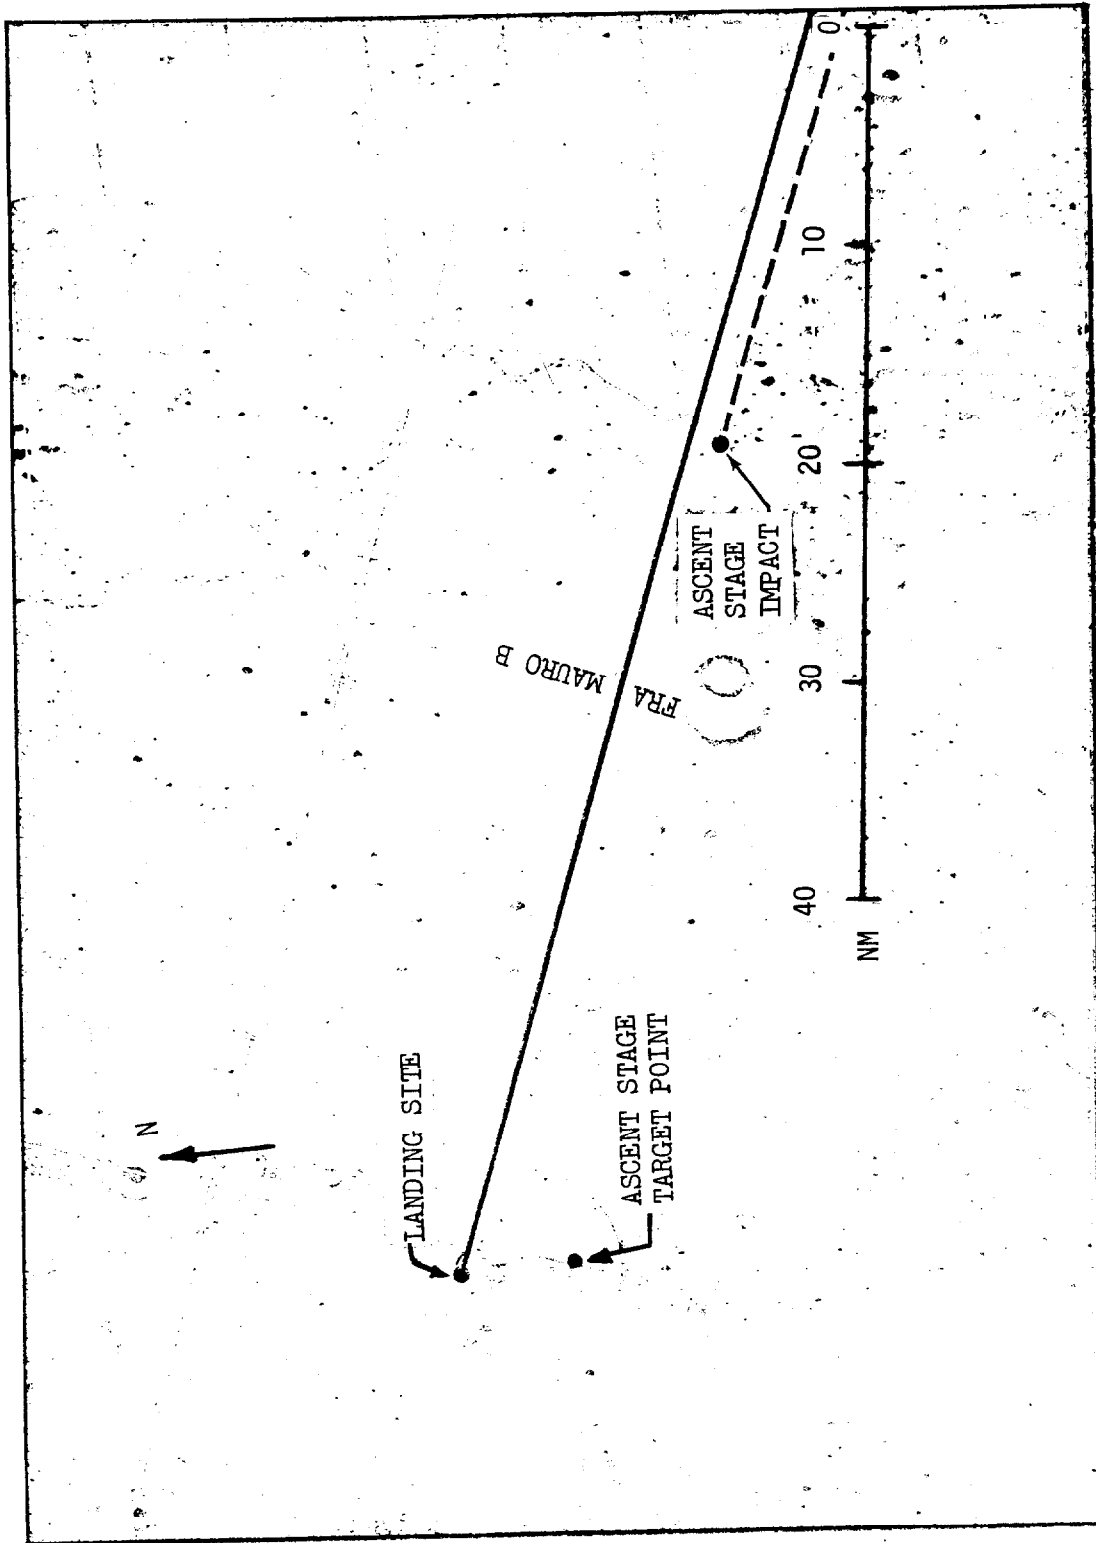 N
LANDING SITE
ASCENT STAGE
TARGET POINT
FRA MAURO B
ASCENT
STAGE
IMPACT
NM
40
30
20
10
0